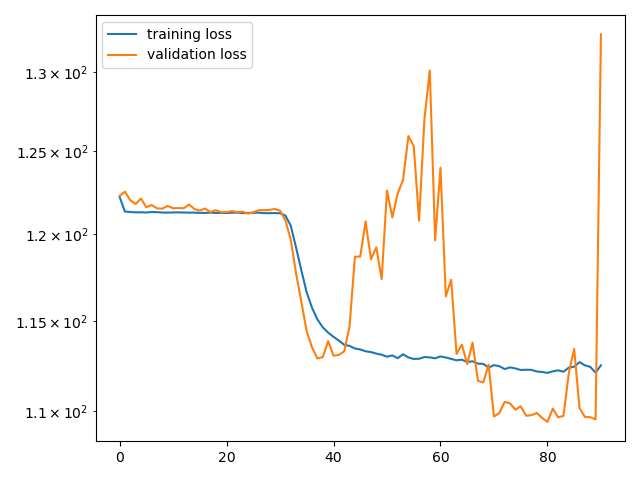 training loss
validation loss
1.3 × 10²
1.25 × 10²
1.2 × 10²
1.15 × 10²
1.1 × 10²
0 20 40 60 80